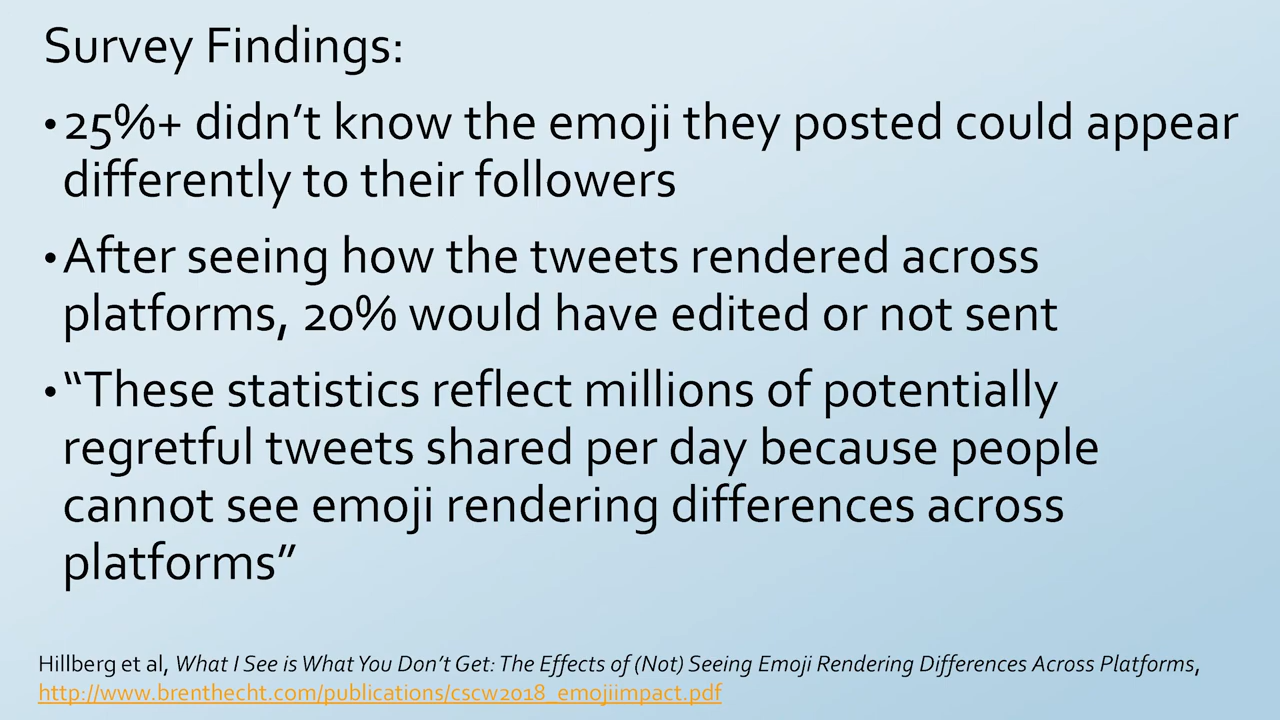 Survey Findings:
•25%+ didn’t know the emoji they posted could appear
differently to their followers
•After seeing how the tweets rendered across
platforms, 20% would have edited or not sent
•“These statistics reflect millions of potentially
regretful tweets shared per day because people
cannot see emoji rendering differences across
platforms”
Hillberg et al, What I See is What You Don’t Get: The Effects of (Not) Seeing Emoji Rendering Differences Across Platforms,
http://www.brenthecht.com/publications/cscw2018_emojiimpact.pdf